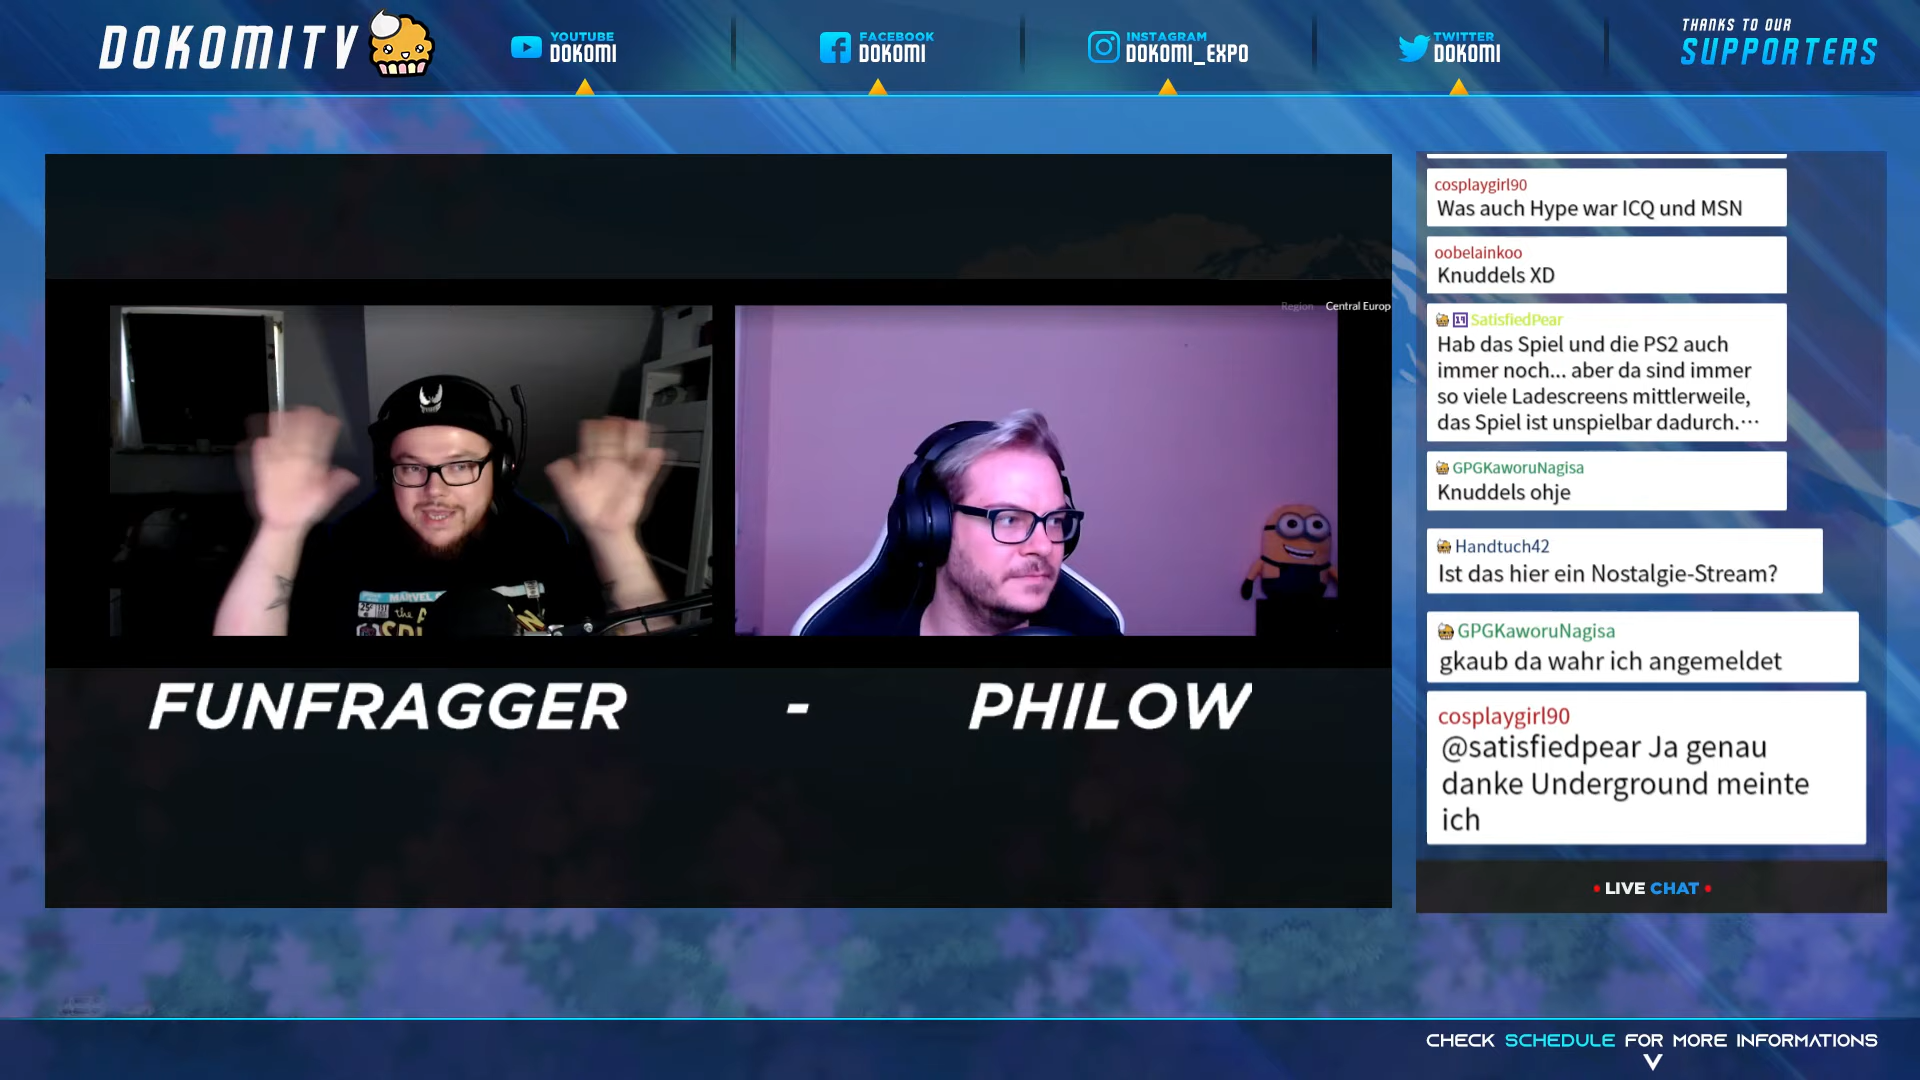 DOKOMITV
YOUTUBE
DOKOMI
FACEBOOK
DOKOMI
INSTAGRAM
DOKOMI_EXPO
TWITTER
DOKOMI
THANKS TO OUR
SUPPORTERS
Region Central Europ
MARVEL
25¢
the
FUNFRAGGER - PHILOW
cosplaygirl90
Was auch Hype war ICQ und MSN
oobelainkoo
Knuddels XD
19 SatisfiedPear
Hab das Spiel und die PS2 auch
immer noch... aber da sind immer
so viele Ladescreens mittlerweile,
das Spiel ist unspielbar dadurch.…
GPGKaworuNagisa
Knuddels ohje
Handtuch42
Ist das hier ein Nostalgie-Stream?
GPGKaworuNagisa
gkaub da wahr ich angemeldet
cosplaygirl90
@satisfiedpear Ja genau
danke Underground meinte
ich
• LIVE CHAT •
CHECK SCHEDULE FOR MORE INFORMATIONS